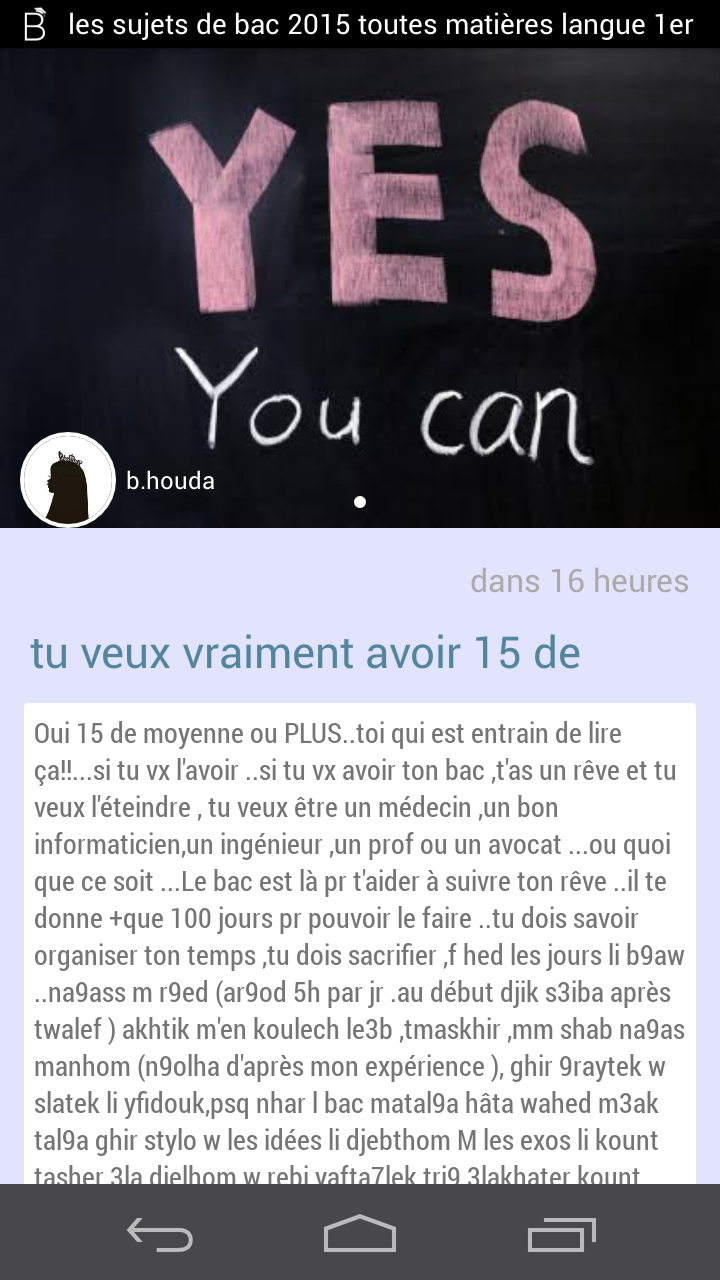 les sujets de bac 2015 toutes matières langue 1er
YES
You can
b.houda
dans 16 heures
tu veux vraiment avoir 15 de
Oui 15 de moyenne ou PLUS..toi qui est entrain de lire
ça!!...si tu vx l'avoir ..si tu vx avoir ton bac ,t'as un rêve et tu
veux l'éteindre , tu veux être un médecin ,un bon
informaticien,un ingénieur ,un prof ou un avocat ...ou quoi
que ce soit ...Le bac est là pr t'aider à suivre ton rêve ..il te
donne +que 100 jours pr pouvoir le faire ..tu dois savoir
organiser ton temps ,tu dois sacrifier ,f hed les jours li b9aw
..na9ass m r9ed (ar9od 5h par jr .au début djik s3iba après
twalef ) akhtik m'en koulech le3b ,tmaskhir ,mm shab na9as
manhom (n9olha d'après mon expérience ), ghir 9raytek w
slatek li yfidouk,psq nhar l bac matal9a hâta wahed m3ak
tal9a ghir stylo w les idées li djebthom M les exos li kount
tasher 3la djelhom w rebi yafta7lek tri9 3lakhater kount